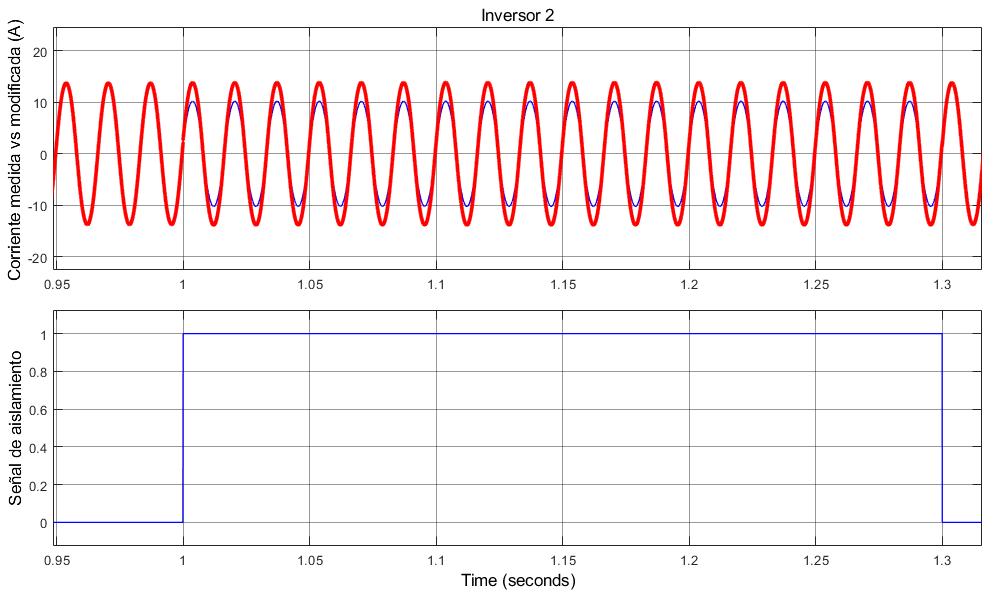 Inversor 2
Corriente medida vs modificada (A)
20
10
0
-10
-20
0.95 1 1.05 1.1 1.15 1.2 1.25 1.3
Señal de aislamiento
1
0.8
0.6
0.4
0.2
0
0.95 1 1.05 1.1 1.15 1.2 1.25 1.3
Time (seconds)